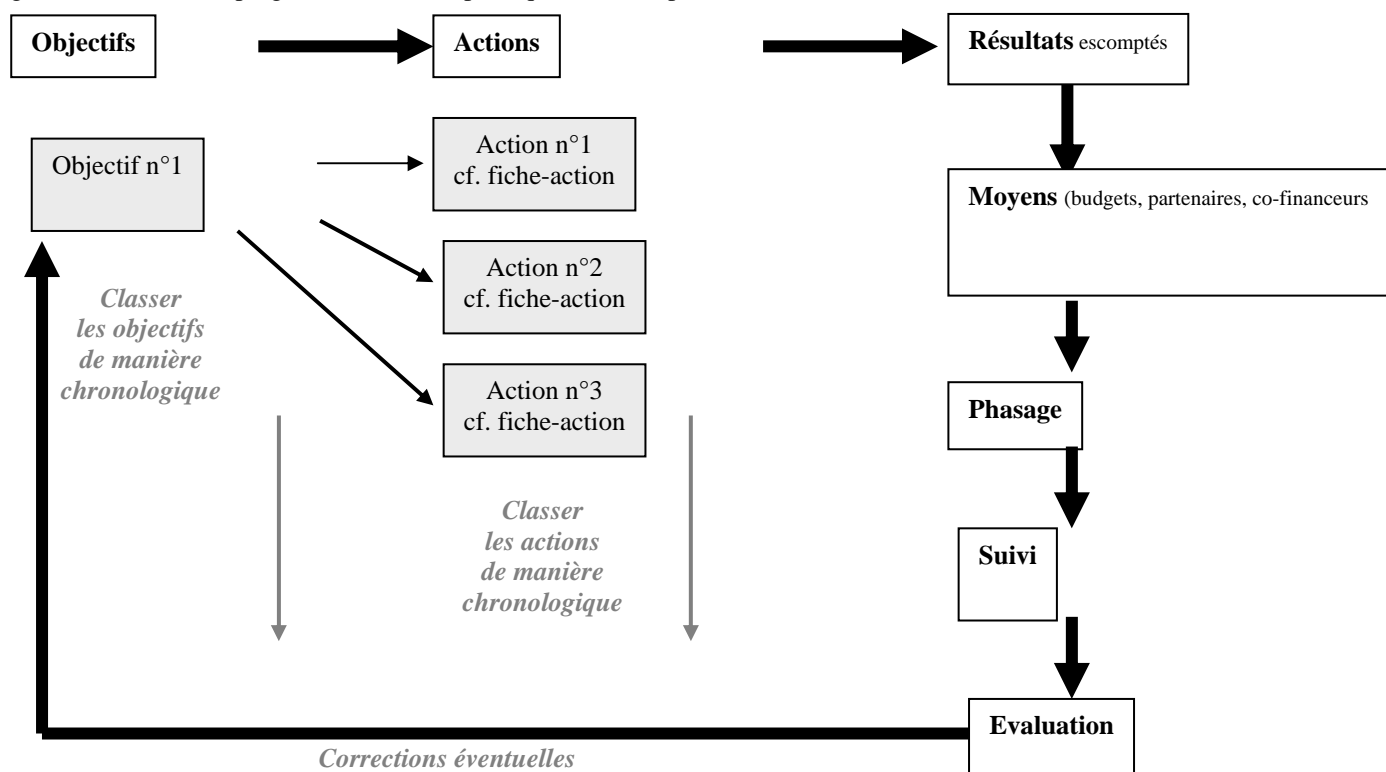 Objectifs
Actions
Résultats escomptés
Objectif n°1
Action n°1
cf. fiche-action
Moyens (budgets, partenaires, co-financeurs
Action n°2
cf. fiche-action
Classer
les objectifs
de manière
chronologique
Action n°3
cf. fiche-action
Phasage
Classer
les actions
de manière
chronologique
Suivi
Evaluation
Corrections éventuelles